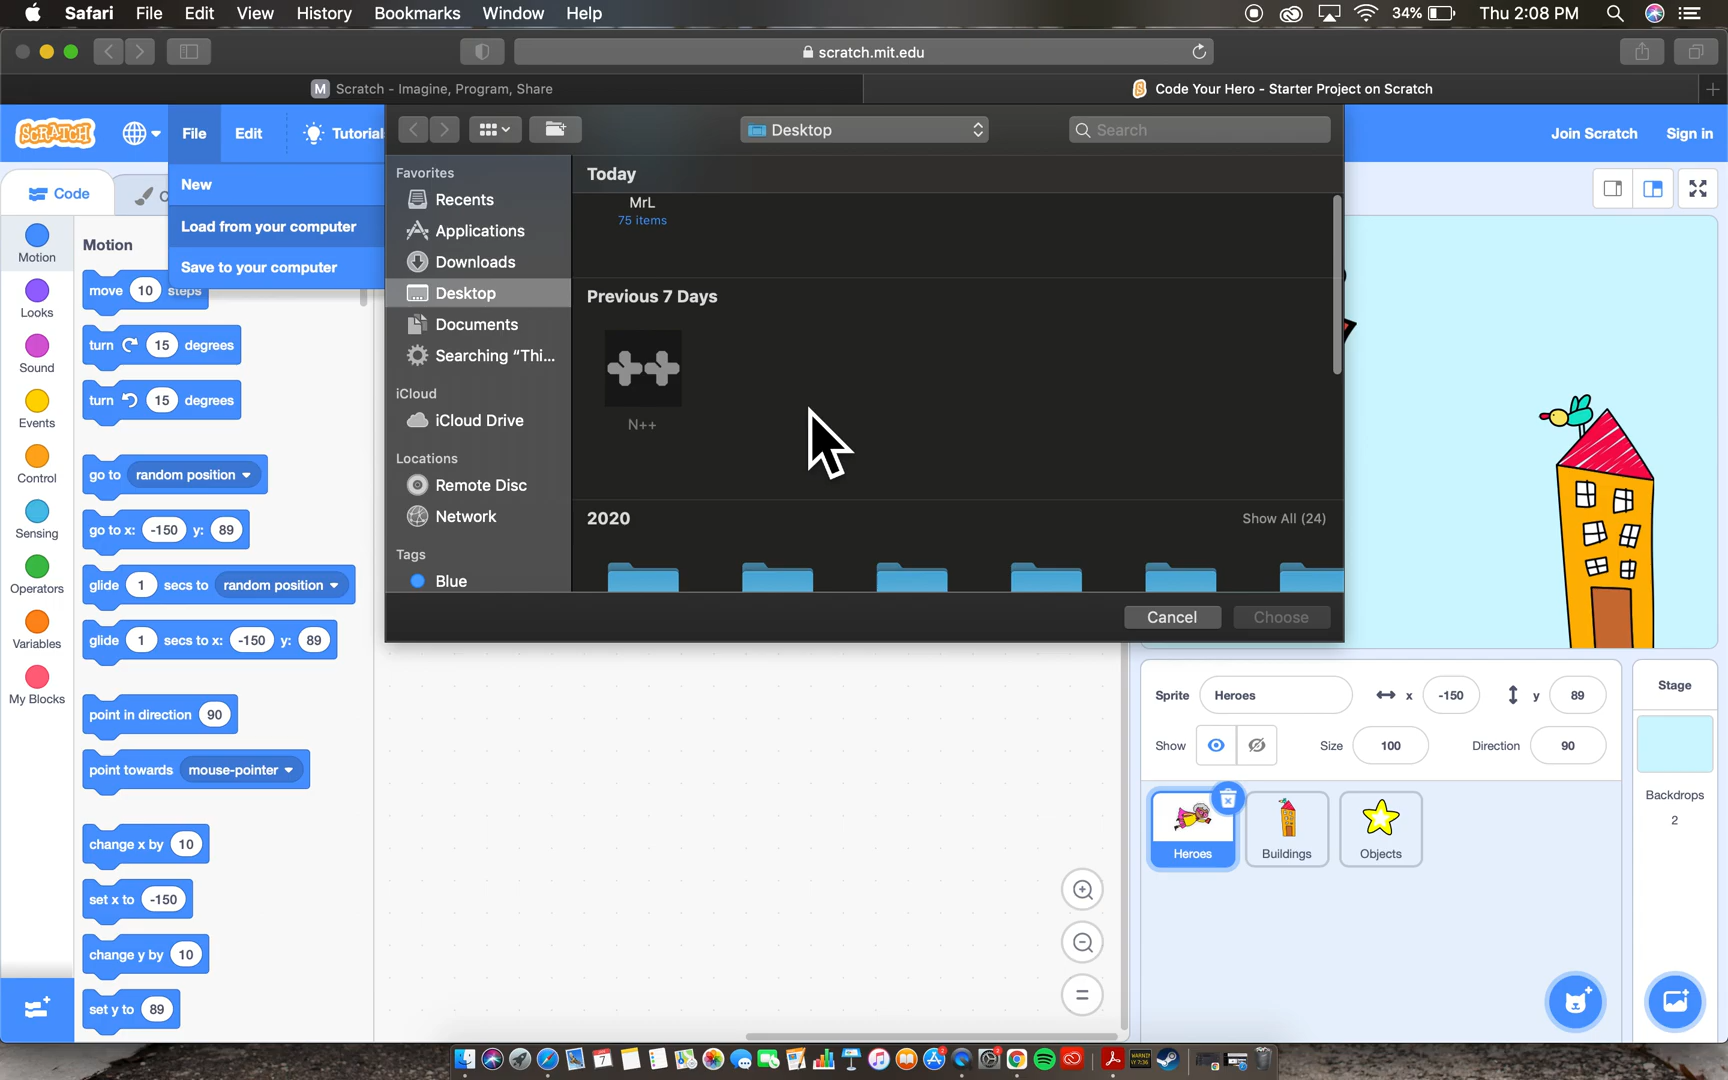 Safari File Edit View History Bookmarks Window Help 34% Thu 2:08 PM
scratch.mit.edu
M Scratch - Imagine, Program, Share
Code Your Hero - Starter Project on Scratch
SCRATCH File Edit Tutorial
Join Scratch Sign in
New
Load from your computer
Save to your computer
Desktop
Search
Code C
Favorites
Recents
Applications
Downloads
Desktop
Documents
Searching “Thi...
iCloud
iCloud Drive
Locations
Remote Disc
Network
Tags
Blue
Today
MrL
75 items
Previous 7 Days
N++
2020
Show All (24)
Cancel
Choose
Motion
Looks
Sound
Events
Control
Sensing
Operators
Variables
My Blocks
Motion
move 10 steps
turn 15 degrees
turn 15 degrees
go to random position
go to x: -150 y: 89
glide 1 secs to random position
glide 1 secs to x: -150 y: 89
point in direction 90
point towards mouse-pointer
change x by 10
set x to -150
change y by 10
set y to 89
Sprite Heroes x -150 y 89
Show Size 100 Direction 90
Heroes
Buildings
Objects
Stage
Backdrops
2
7